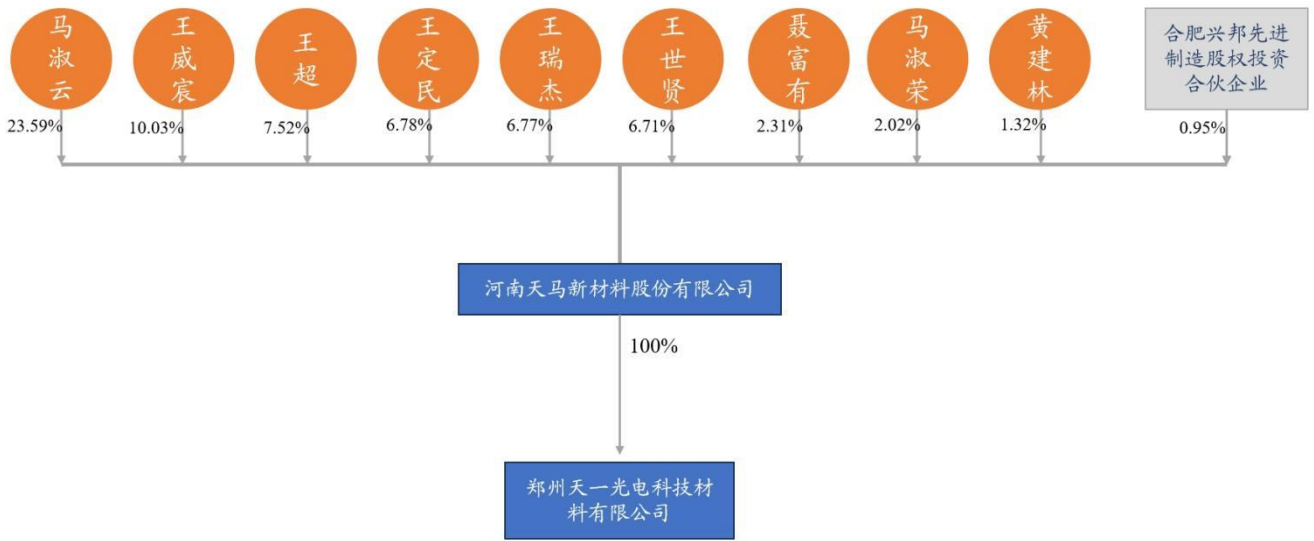 马淑云
王威宸
王超
王定民
王瑞杰
王世贤
聂富有
马淑荣
黄建林
合肥兴邦先进
制造股权投资
合伙企业
23.59%
10.03%
7.52%
6.78%
6.77%
6.71%
2.31%
2.02%
1.32%
0.95%
河南天马新材料股份有限公司
100%
郑州天一光电科技材
料有限公司